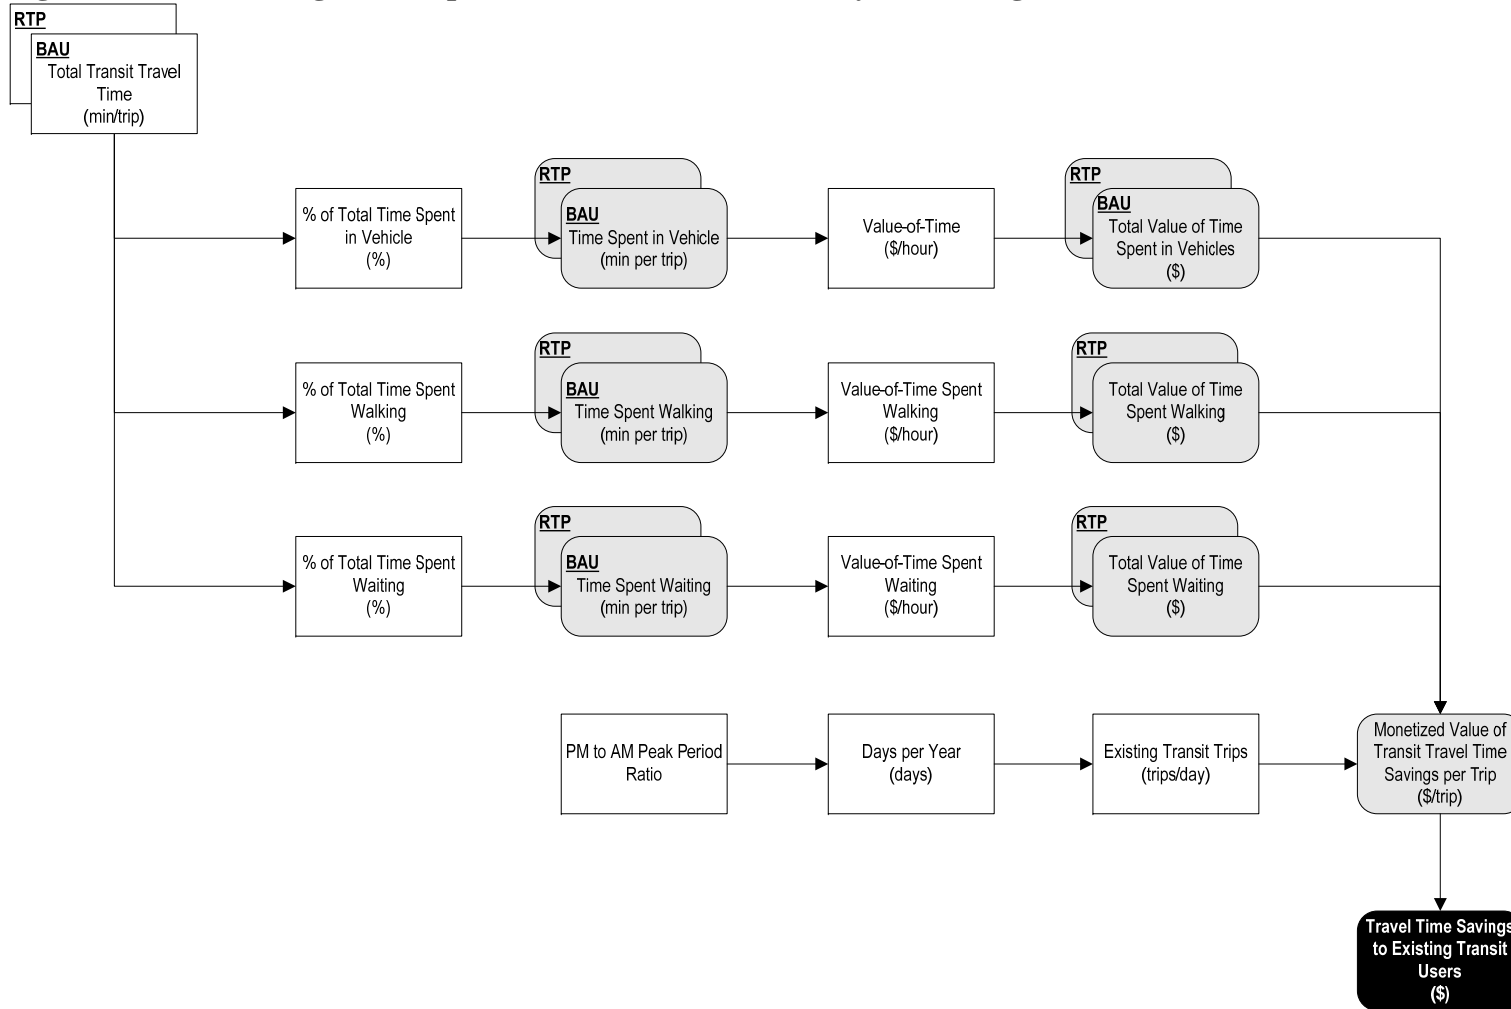 RTP
BAU
Total Transit Travel
Time
(min/trip)
% of Total Time Spent
in Vehicle
(%)
RTP
BAU
Time Spent in Vehicle
(min per trip)
Value-of-Time
($/hour)
RTP
BAU
Total Value of Time
Spent in Vehicles
($)
% of Total Time Spent
Walking
(%)
RTP
BAU
Time Spent Walking
(min per trip)
Value-of-Time Spent
Walking
($/hour)
RTP
Total Value of Time
Spent Walking
($)
% of Total Time Spent
Waiting
(%)
RTP
BAU
Time Spent Waiting
(min per trip)
Value-of-Time Spent
Waiting
($/hour)
RTP
Total Value of Time
Spent Waiting
($)
PM to AM Peak Period
Ratio
Days per Year
(days)
Existing Transit Trips
(trips/day)
Monetized Value of
Transit Travel Time
Savings per Trip
($/trip)
Travel Time Savings
to Existing Transit
Users
($)